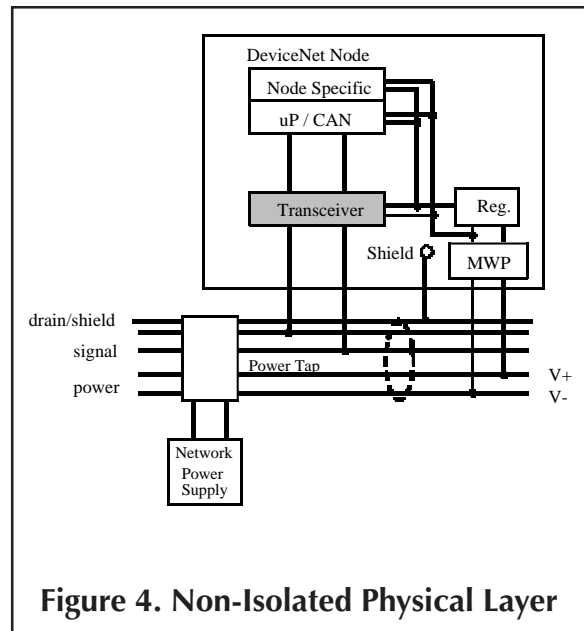 DeviceNet Node
Node Specific
uP / CAN
Transceiver
Reg.
Shield
MWP
drain/shield
signal
Power Tap
power
V+
V-
Network
Power
Supply
Figure 4. Non-Isolated Physical Layer